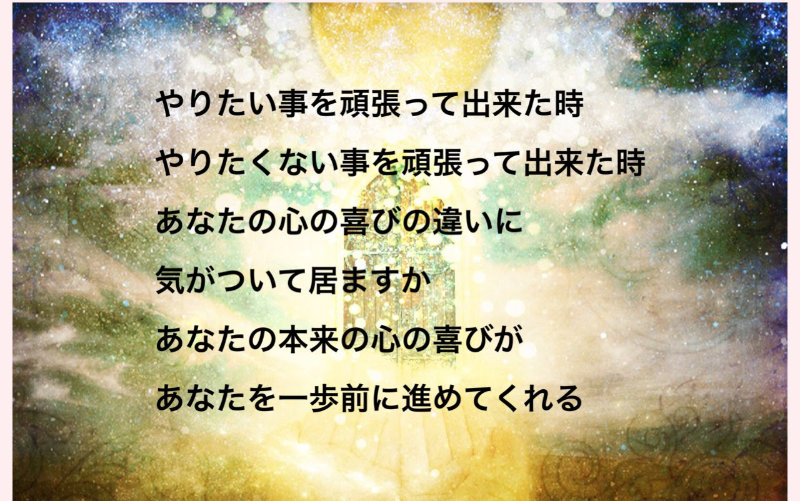 やりたい事を頑張って出来た時
やりたくない事を頑張って出来た時
あなたの心の喜びの違いに
気がついて居ますか
あなたの本来の心の喜びが
あなたを一歩前に進めてくれる